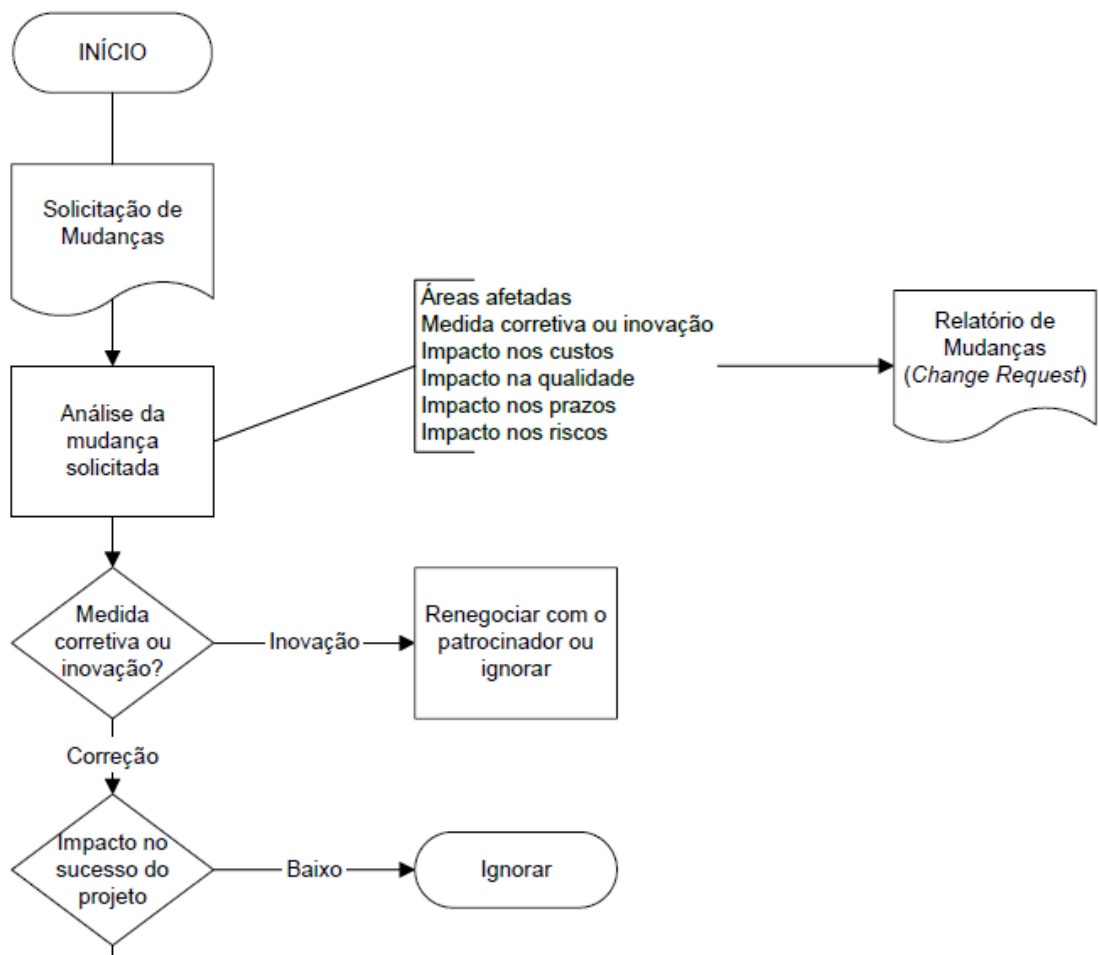 INÍCIO
Solicitação de
Mudanças
Áreas afetadas
Medida corretiva ou inovação
Impacto nos custos
Impacto na qualidade
Impacto nos prazos
Impacto nos riscos
Relatório de
Mudanças
(Change Request)
Análise da
mudança
solicitada
Medida
corretiva ou
inovação?
Inovação
Renegociar com o
patrocinador ou
ignorar
Correção
Impacto no
sucesso do
projeto
Baixo
Ignorar